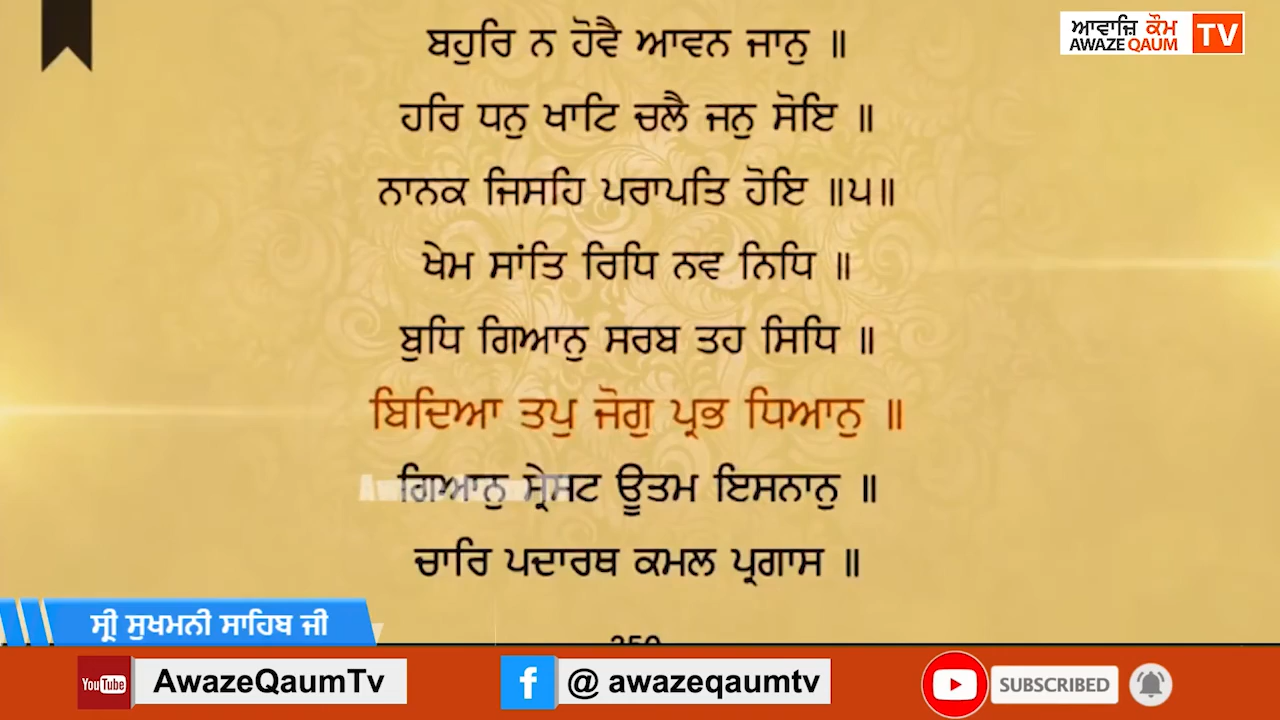 ਆਵਾਜ਼ਿ ਕੌਮ
AWAZE QAUM TV
ਬਹੁਰਿ ਨ ਹੋਵੈ ਆਵਨ ਜਾਨੁ ॥
ਹਰਿ ਧਨੁ ਖਾਟਿ ਚਲੈ ਜਨੁ ਸੋਇ ॥
ਨਾਨਕ ਜਿਸਹਿ ਪਰਾਪਤਿ ਹੋਇ ॥੫॥
ਖੇਮ ਸਾਂਤਿ ਰਿਧਿ ਨਵ ਨਿਧਿ ॥
ਬੁਧਿ ਗਿਆਨੁ ਸਰਬ ਤਹ ਸਿਧਿ ॥
ਬਿਦਿਆ ਤਪੁ ਜੋਗੁ ਪ੍ਰਭ ਧਿਆਨੁ ॥
ਗਿਆਨੁ ਸ੍ਰੇਸਟ ਊਤਮ ਇਸਨਾਨੁ ॥
ਚਾਰਿ ਪਦਾਰਥ ਕਮਲ ਪ੍ਰਗਾਸ ॥
ਸ੍ਰੀ ਸੁਖਮਨੀ ਸਾਹਿਬ ਜੀ
YouTube AwazeQaumTv
f @ awazeqaumtv
SUBSCRIBED